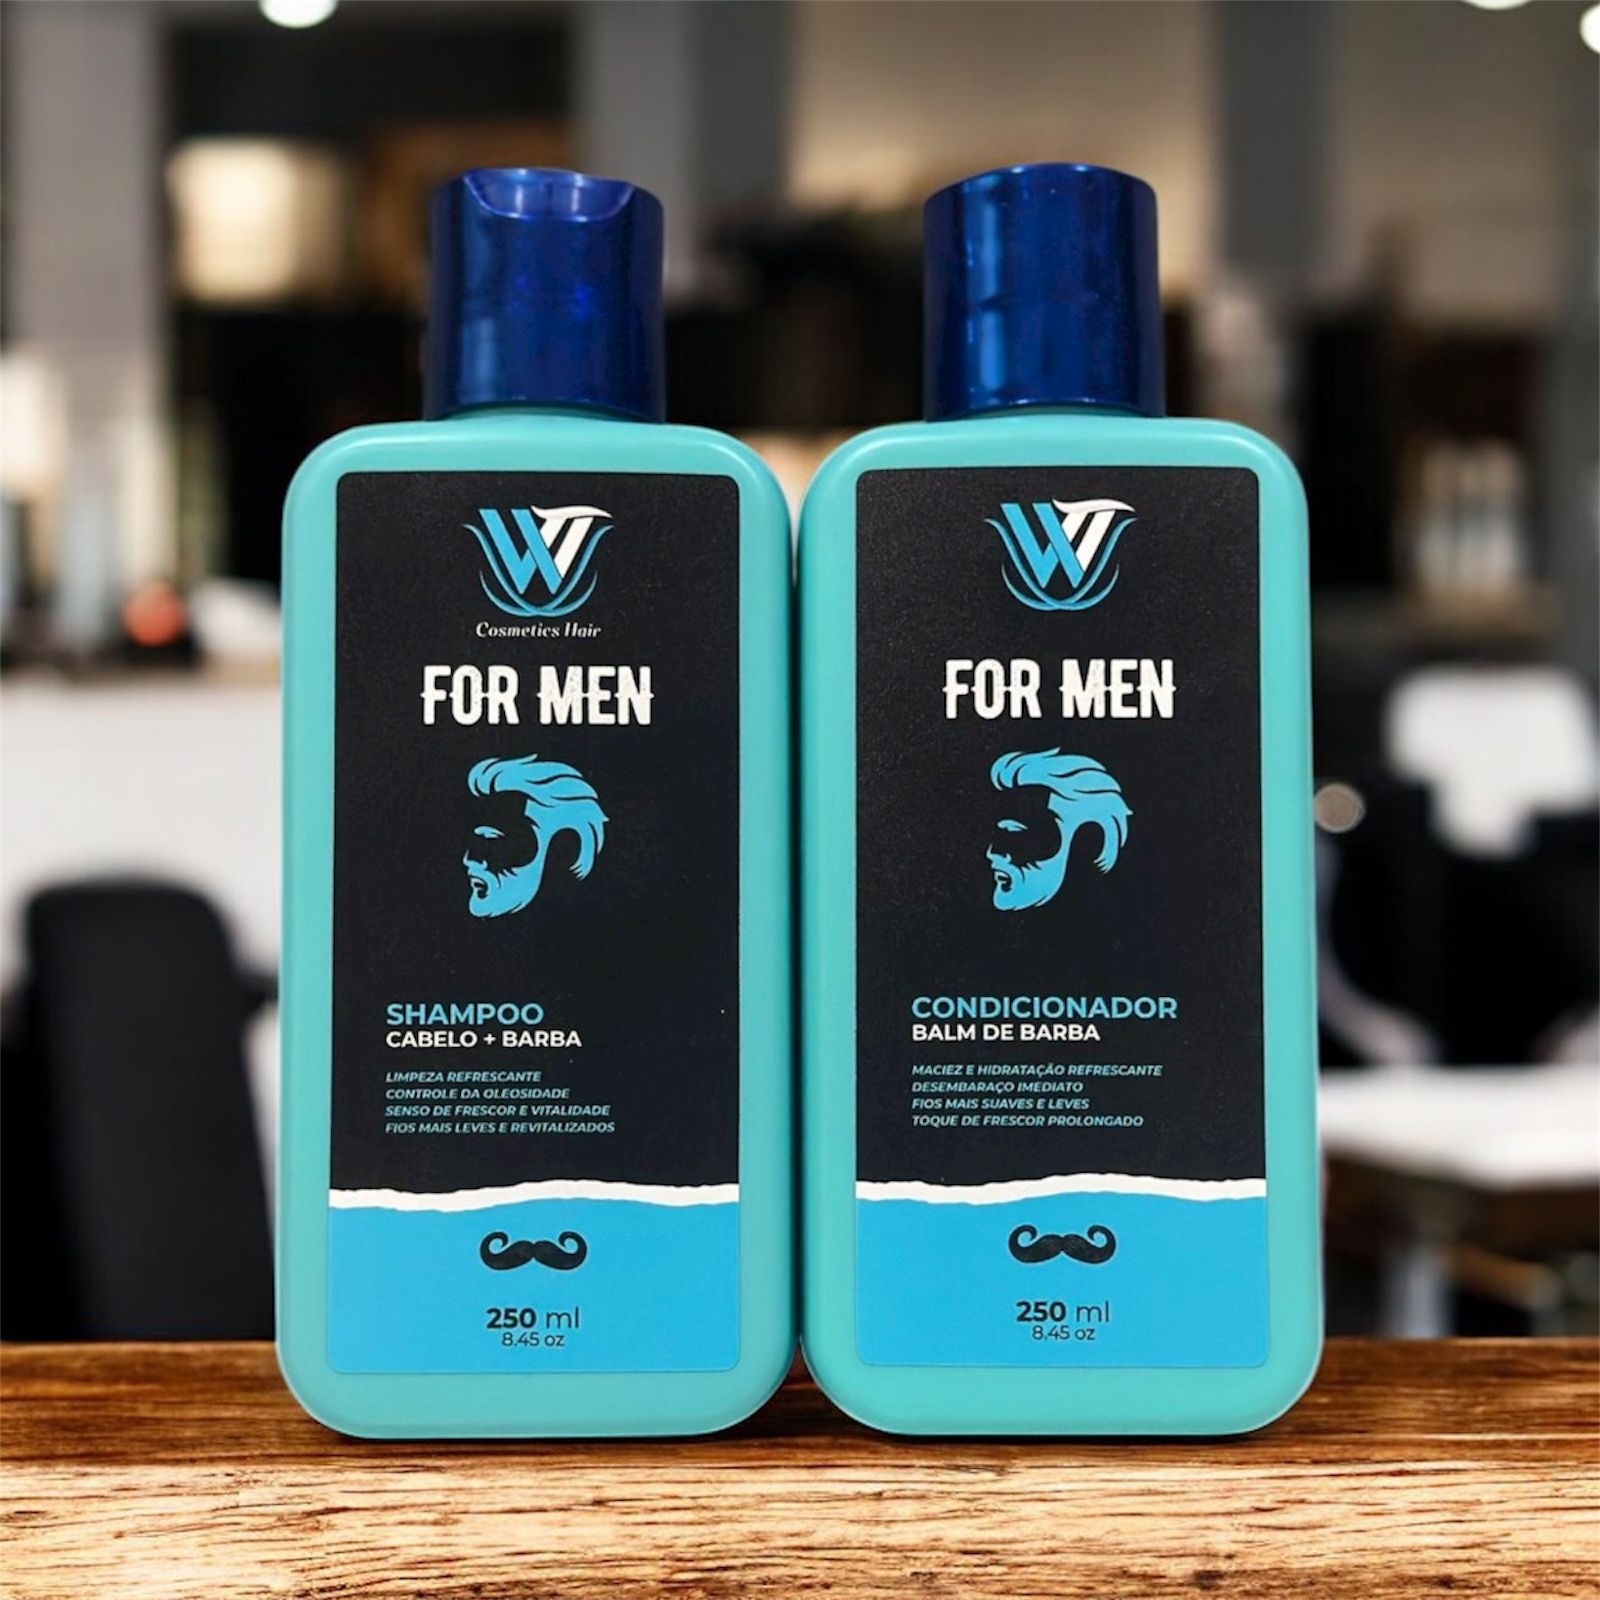 WT
Cosmetics Hair
FOR MEN
SHAMPOO
CABELO + BARBA
LIMPEZA REFRESCANTE
CONTROLE DA OLEOSIDADE
SENSO DE FRESCOR E VITALIDADE
FIOS MAIS LEVES E REVITALIZADOS
250 ml
8.45 oz
WT
FOR MEN
CONDICIONADOR
BALM DE BARBA
MACIEZ E HIDRATAÇÃO REFRESCANTE
DESEMBARAÇO IMEDIATO
FIOS MAIS SUAVES E LEVES
TOQUE DE FRESCOR PROLONGADO
250 ml
8.45 oz